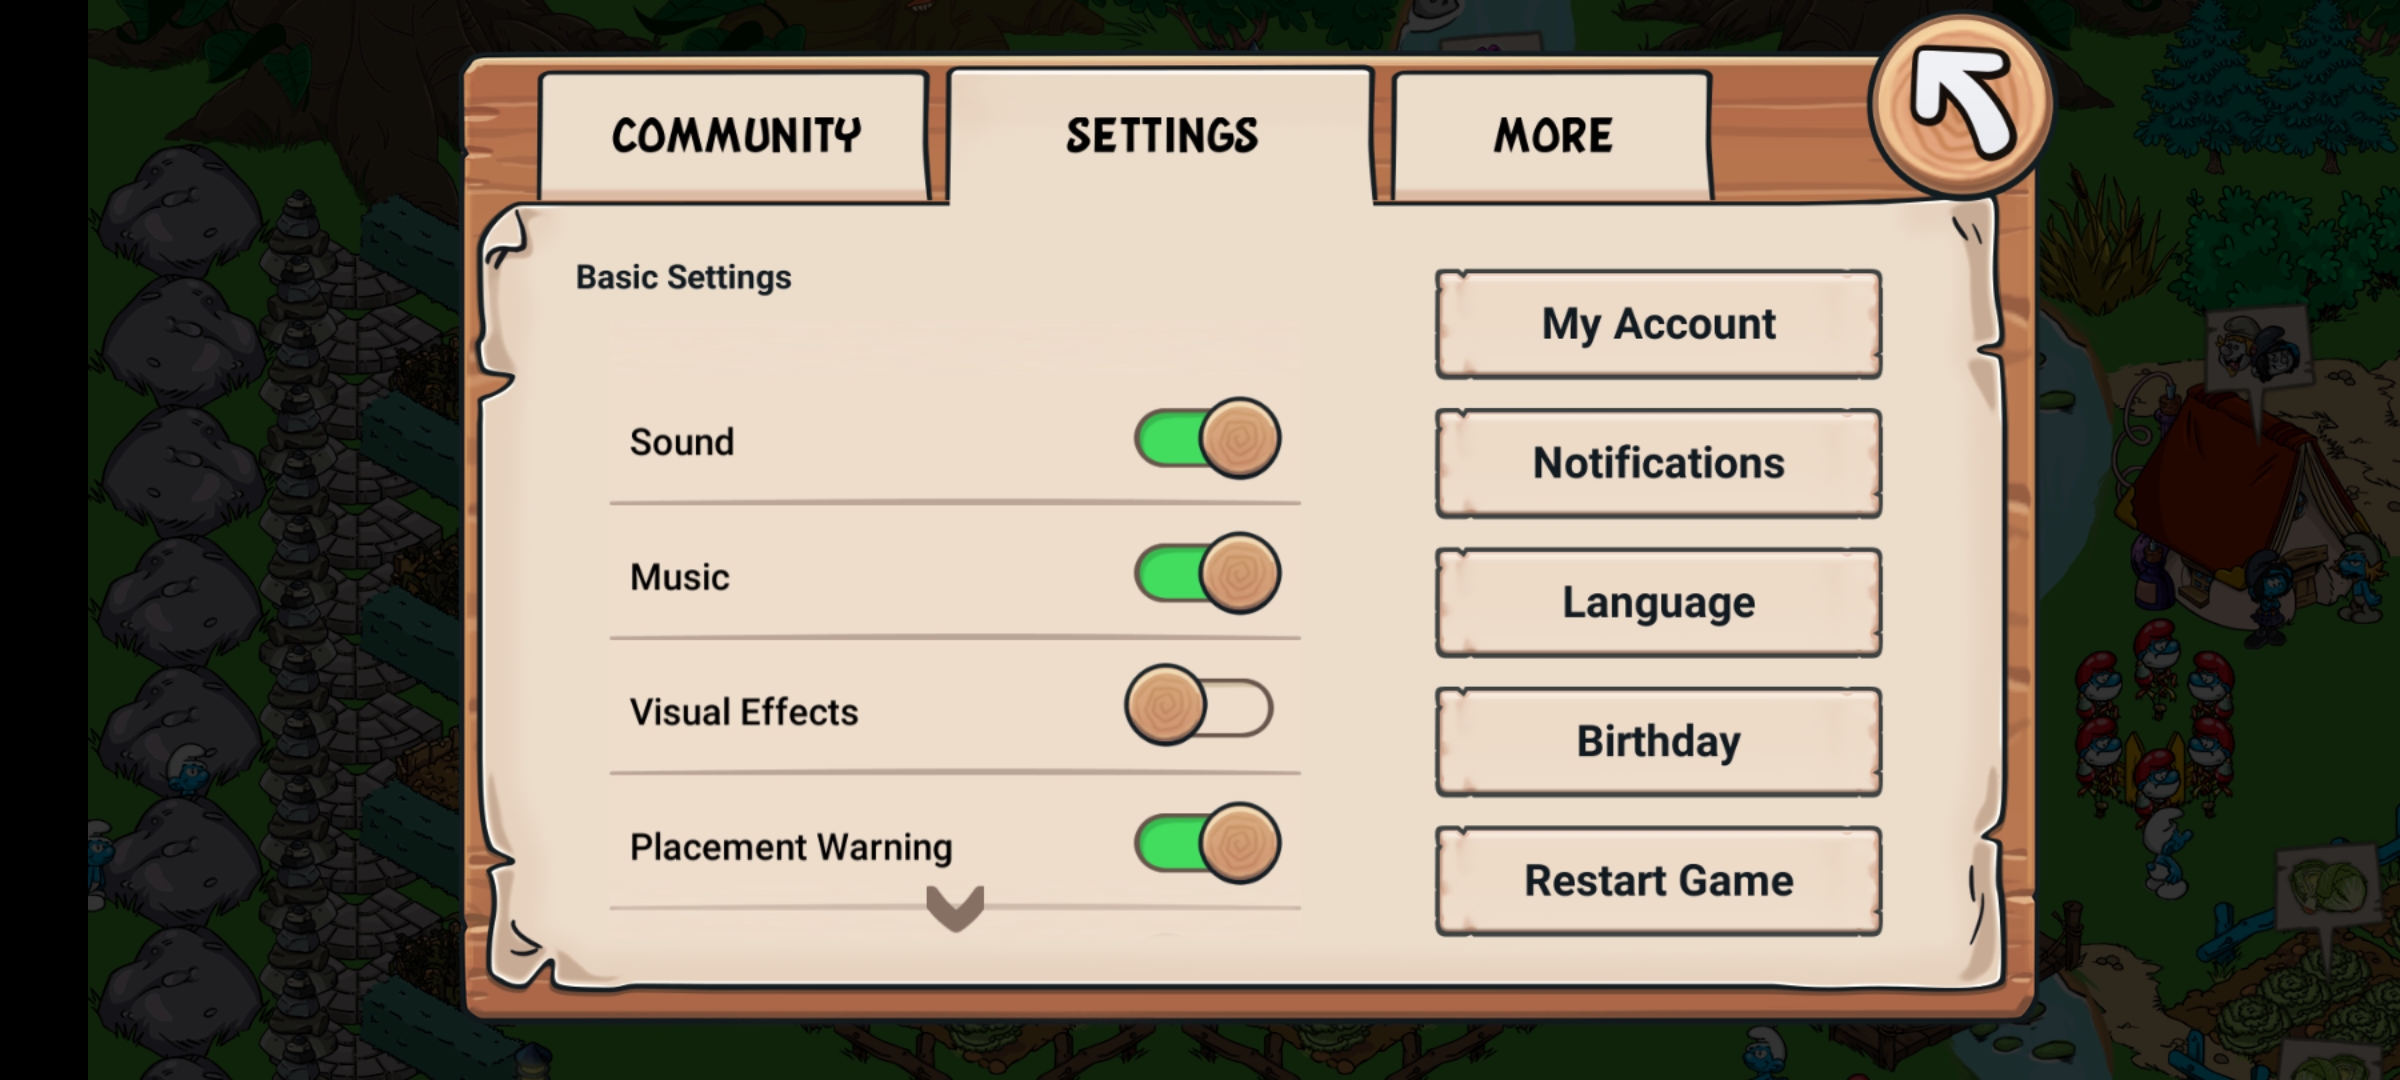 COMMUNITY
SETTINGS
MORE
Basic Settings
Sound
Music
Visual Effects
Placement Warning
My Account
Notifications
Language
Birthday
Restart Game